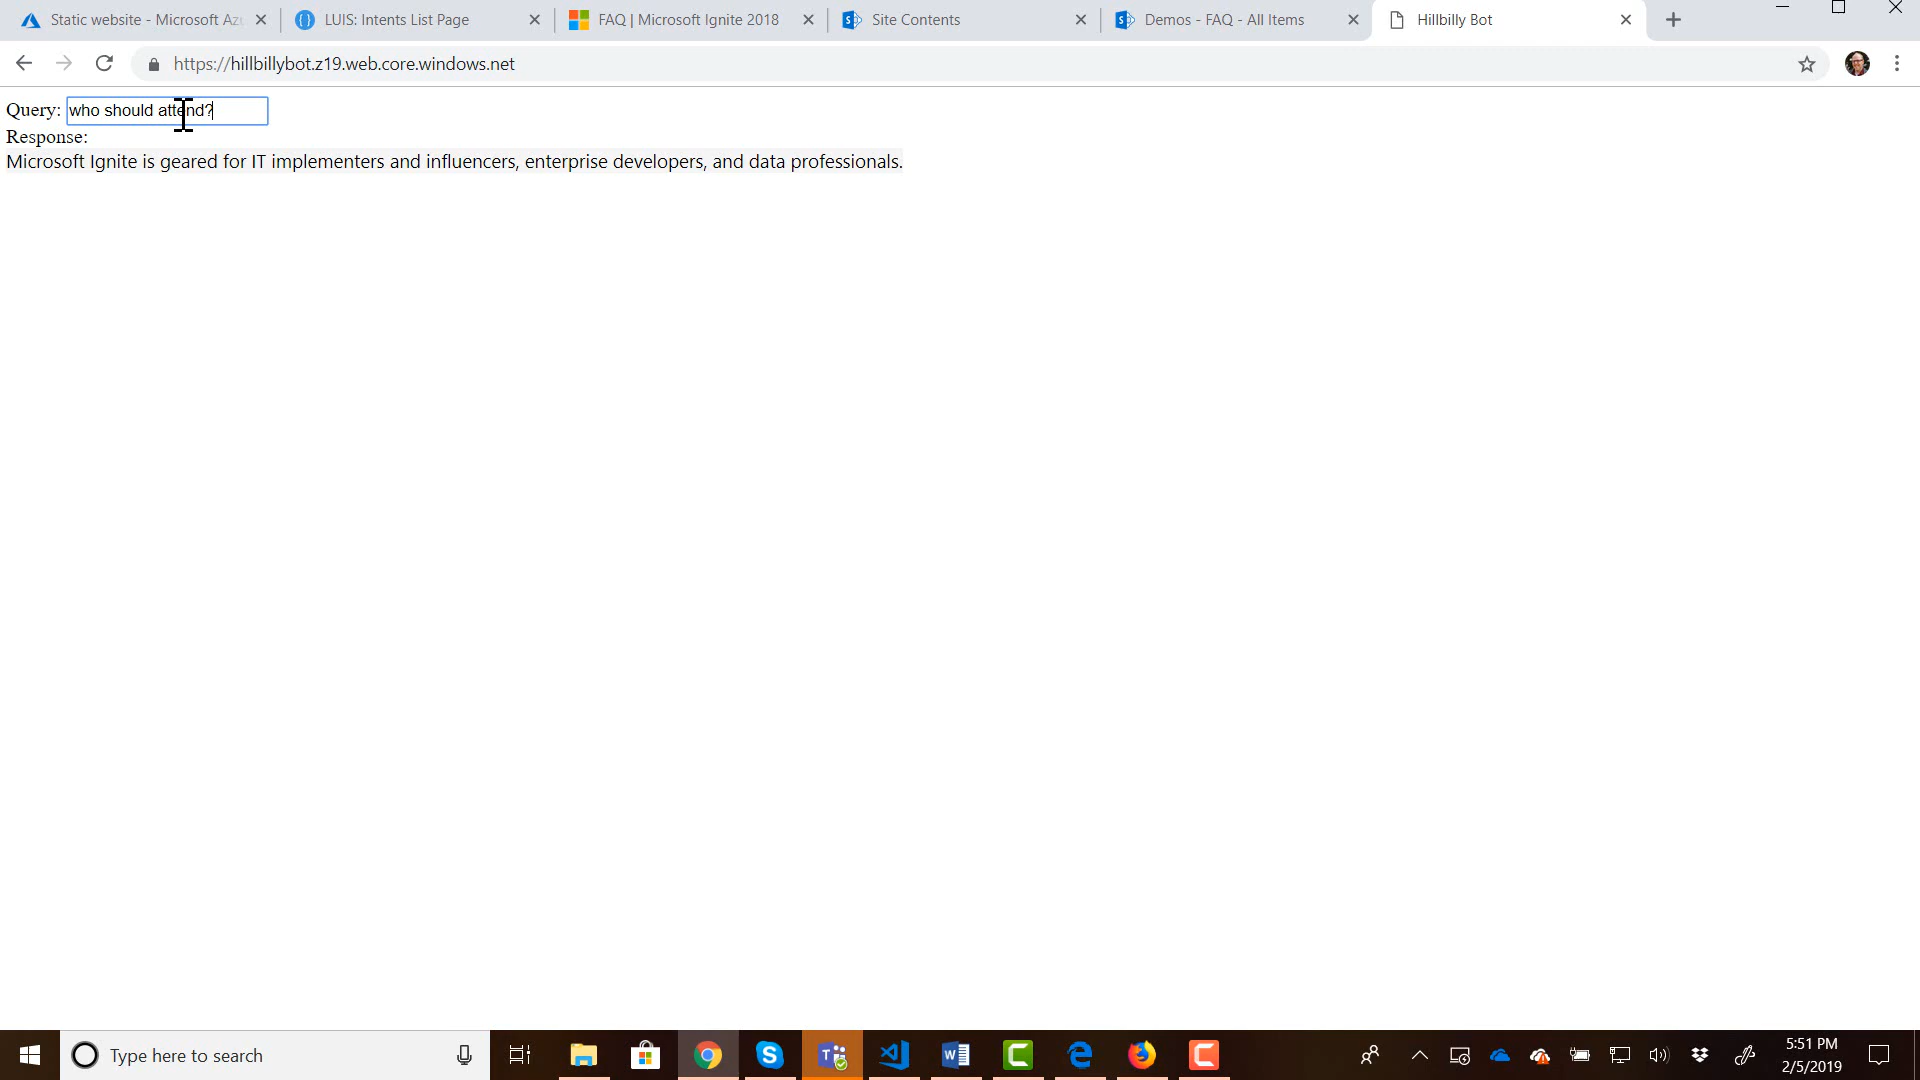 Static website - Microsoft Az
LUIS: Intents List Page
FAQ | Microsoft Ignite 2018
Site Contents
Demos - FAQ - All Items
Hillbilly Bot
https://hillbillybot.z19.web.core.windows.net
Query: who should attend?
Response:
Microsoft Ignite is geared for IT implementers and influencers, enterprise developers, and data professionals.
Type here to search
5:51 PM
2/5/2019